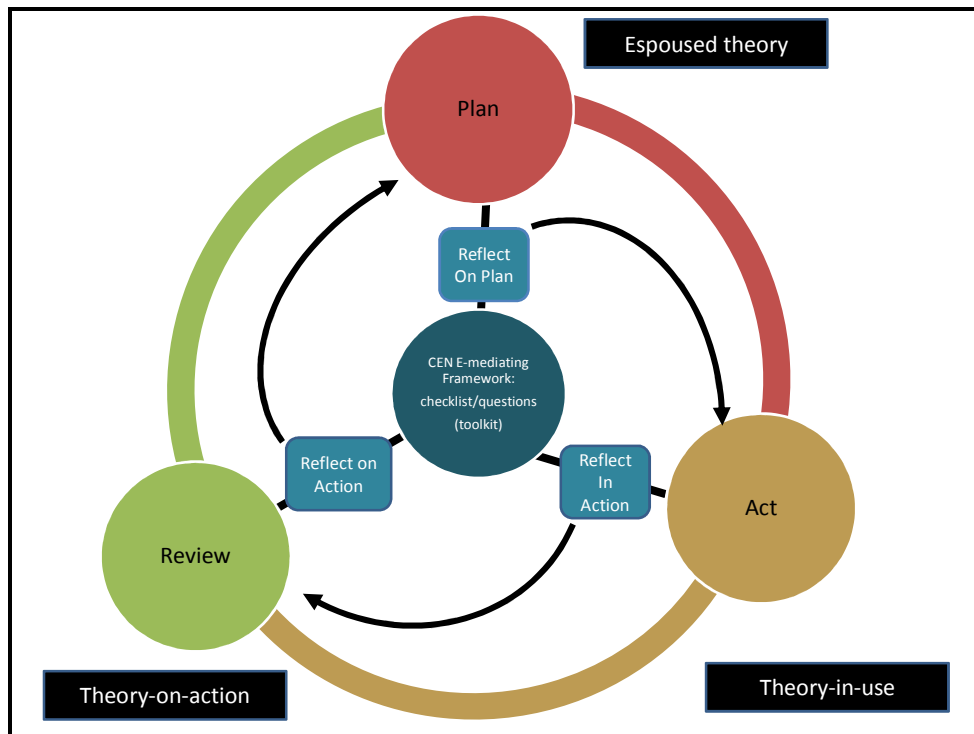 Espoused theory
Plan
Reflect
On Plan
CEN E-mediating
Framework:
checklist/questions
(toolkit)
Reflect on
Action
Reflect
In
Action
Act
Review
Theory-on-action
Theory-in-use